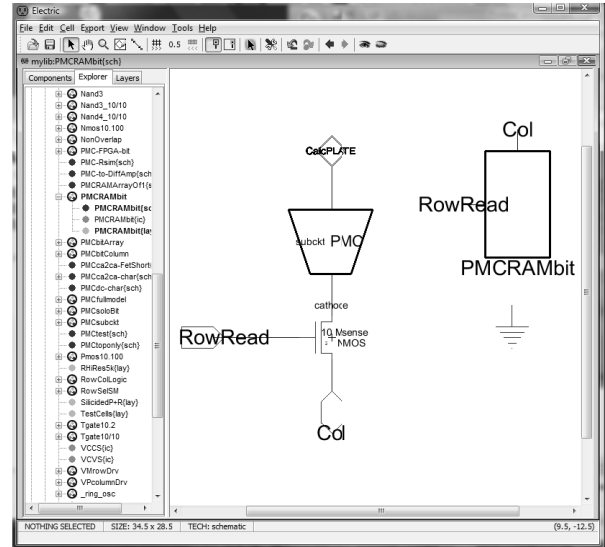 Electric
File Edit Cell Export View Window Tools Help
0.5
mylib:PMCRAMbit{sch}
Components Explorer Layers
Nand3
Nand3_10/10
Nand4_10/10
Nmos10.100
NonOverlap
PMC-FPGA-bit
PMC-Rsim{sch}
PMC-to-DiffAmp{sch
PMCRAMArrayOf1{s
PMCRAMbit
PMCRAMbit{sc
PMCRAMbit{ic}
PMCRAMbit{lay
PMCbitArray
PMCbitColumn
PMCca2ca-FetShort
PMCca2ca-char{sch
PMCdc-char{sch}
PMCfullmodel
PMCsoloBit
PMCsubckt
PMCtest{sch}
PMCtoponly{sch}
Pmos10.100
RHiRes5k{lay}
RowColLogic
RowSelSM
SilicidedP+R{lay}
TestCells{lay}
Tgate10.2
Tgate10/10
VCCS{ic}
VCVS{ic}
VMrowDrv
VPcolumnDrv
_ring_osc
CalcPLATE
subckt PMC
cathode
10 Msense
NMOS
RowRead
Col
Col
RowRead
PMCRAMbit
NOTHING SELECTED SIZE: 34.5 x 28.5 TECH: schematic (9.5, -12.5)